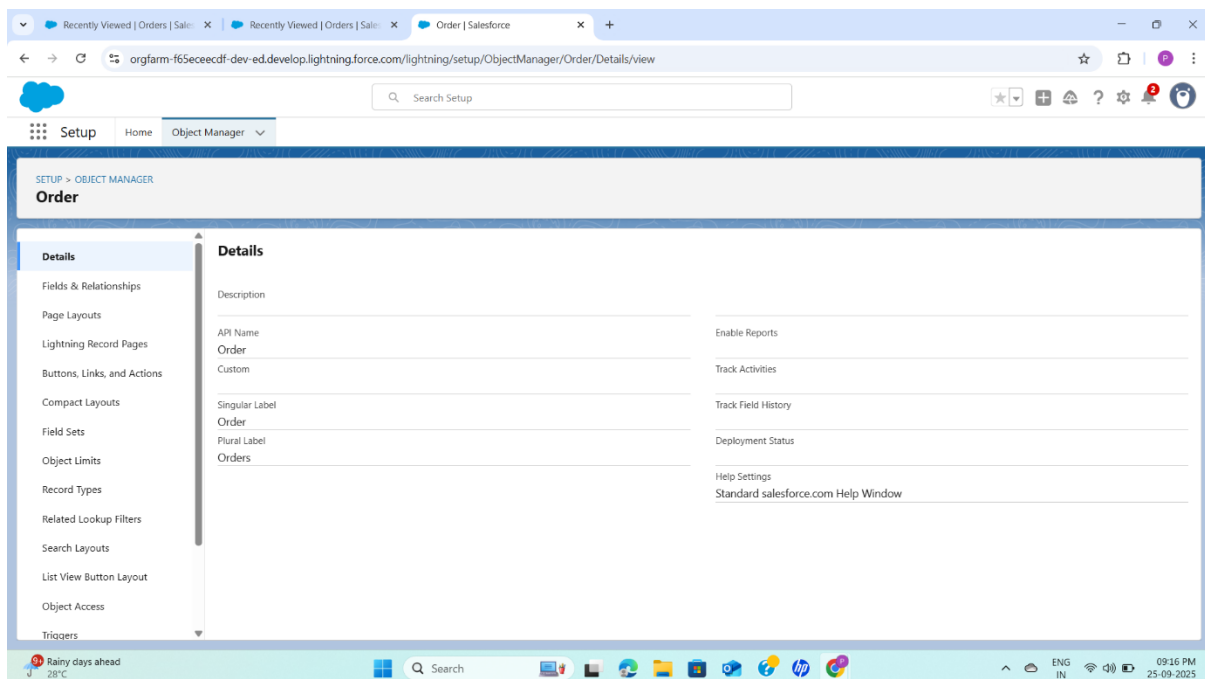 Recently Viewed | Orders | Sales
Recently Viewed | Orders | Sales
Order | Salesforce
orgfarm-f65eceecdf-dev-ed.develop.lightning.force.com/lightning/setup/ObjectManager/Order/Details/view
P
Search Setup
2
Setup
Home
Object Manager
SETUP > OBJECT MANAGER
Order
Details
Fields & Relationships
Page Layouts
Lightning Record Pages
Buttons, Links, and Actions
Compact Layouts
Field Sets
Object Limits
Record Types
Related Lookup Filters
Search Layouts
List View Button Layout
Object Access
Triggers
Details
Description
API Name
Order
Custom
Singular Label
Order
Plural Label
Orders
Enable Reports
Track Activities
Track Field History
Deployment Status
Help Settings
Standard salesforce.com Help Window
9+
Rainy days ahead
28°C
Search
hp
P
ENG
IN
09:16 PM
25-09-2025